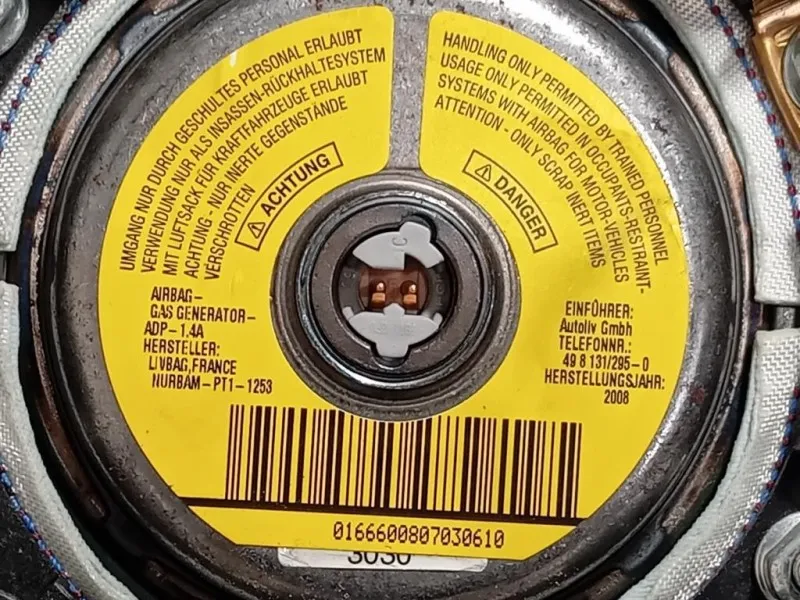 UMGANG NUR DURCH GESCHULTES PERSONAL ERLAUBT
VERWENDUNG NUR ALS INSASSEN-RÜCKHALTESYSTEM
MIT LUFTSACK FÜR KRAFTFAHRZEUGE ERLAUBT
ACHTUNG - NUR INERTE GEGENSTÄNDE
VERSCHROTTEN
ACHTUNG
HANDLING ONLY PERMITTED BY TRAINED PERSONNEL
USAGE ONLY PERMITTED IN OCCUPANTS-RESTRAINT-
SYSTEMS WITH AIRBAG FOR MOTOR-VEHICLES
ATTENTION - ONLY SCRAP INERT ITEMS
DANGER
C
AIRBAG-
GAS GENERATOR-
ADP-1.4A
HERSTELLER:
LIVBAG,FRANCE
NURBAM-PT1-1253
EINFÜHRER:
Autoliv Gmbh
TELEFONNR.:
49 8 131/295-0
HERSTELLUNGSJAHR:
2008
0166600807030610
3030